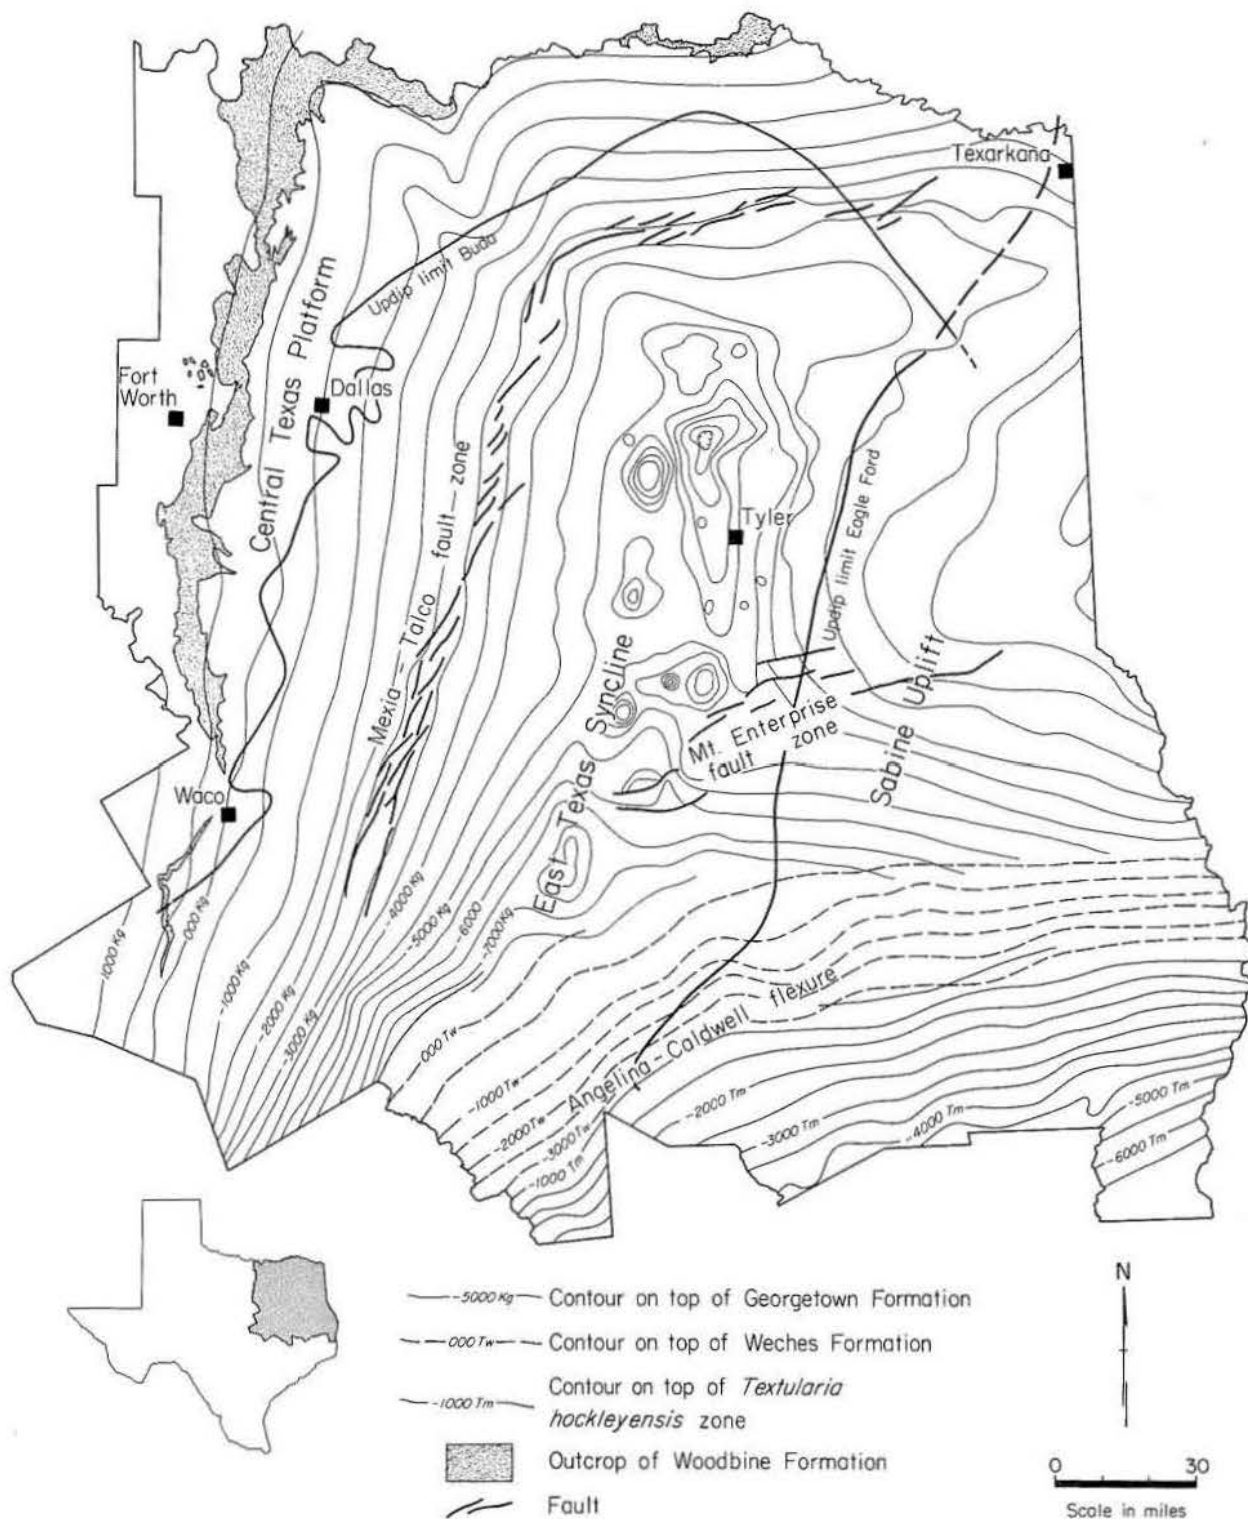 Texarkana
Updip limit Buda
Central Texas Platform
Fort
Worth
Dallas
Mexia - Talco fault zone
Tyler
Updip limit Eagle Ford
East Texas Syncline
Mt. Enterprise
fault zone
Sabine Uplift
Waco
1000 Kg
000 Kg
-1000 Kg
-2000 Kg
-3000 Kg
-4000 Kg
-5000 Kg
-6000
-7000 Kg
000 Tw
-1000 Tw
-2000 Tw
-3000 Tw
-1000 Tm
Angelina - Caldwell flexure
-2000 Tm
-3000 Tm
-4000 Tm
-5000 Tm
-6000 Tm
-5000 Kg Contour on top of Georgetown Formation
000 Tw Contour on top of Weches Formation
-1000 Tm Contour on top of Textularia
hockleyensis zone
Outcrop of Woodbine Formation
Fault
N
0 30
Scale in miles